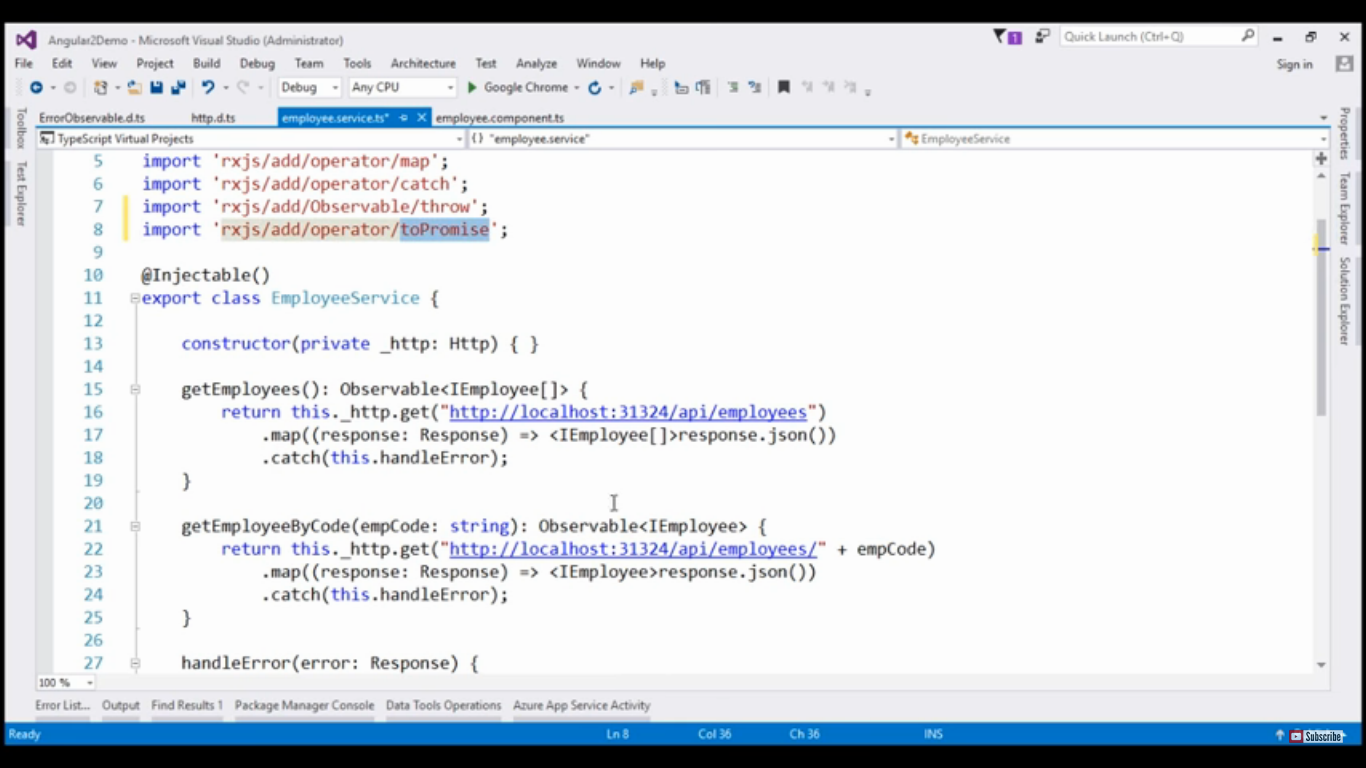 Angular2Demo - Microsoft Visual Studio (Administrator)
1
Quick Launch (Ctrl+Q)
File Edit View Project Build Debug Team Tools Architecture Test Analyze Window Help
Sign in
Debug Any CPU Google Chrome
ErrorObservable.d.ts http.d.ts employee.service.ts* employee.component.ts
TypeScript Virtual Projects {} "employee.service" EmployeeService
Toolbox
Test Explorer
Properties
Team Explorer
Solution Explorer
5 import 'rxjs/add/operator/map';
6 import 'rxjs/add/operator/catch';
7 import 'rxjs/add/Observable/throw';
8 import 'rxjs/add/operator/toPromise';
9
10 @Injectable()
11 export class EmployeeService {
12
13 constructor(private _http: Http) { }
14
15 getEmployees(): Observable<IEmployee[]> {
16 return this._http.get("http://localhost:31324/api/employees")
17 .map((response: Response) => <IEmployee[]>response.json())
18 .catch(this.handleError);
19 }
20
21 getEmployeeByCode(empCode: string): Observable<IEmployee> {
22 return this._http.get("http://localhost:31324/api/employees/" + empCode)
23 .map((response: Response) => <IEmployee>response.json())
24 .catch(this.handleError);
25 }
26
27 handleError(error: Response) {
100 %
Error List... Output Find Results 1 Package Manager Console Data Tools Operations Azure App Service Activity
Ready Ln 8 Col 36 Ch 36 INS Subscribe